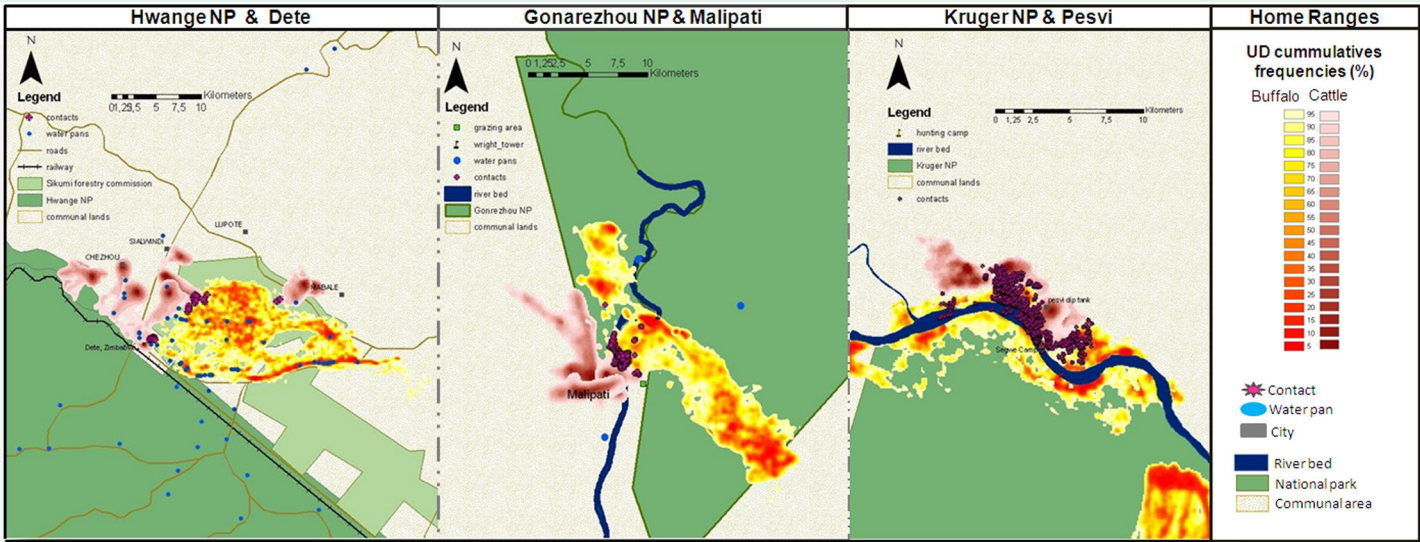 Hwange NP & Dete
Gonarezhou NP & Malipati
Kruger NP & Pesvi
Home Ranges
N
Legend
contacts
water pans
roads
railway
Sikumi forestry commission
Hwange NP
communal lands
0 1,25 2,5 5 7,5 10
Kilometers
LUPOTE
SIALWINDI
CHEZHOU
MABALE
Dete, Zimbab
N
0 1,25 2,5 5 10
Kilometers
Legend
grazing area
wright_tower
water pans
contacts
river bed
Gonrezhou NP
communal lands
Malipati
N
Kilometers
0 1,25 2,5 5 7,5 10
Legend
hunting camp
river bed
Kruger NP
communal lands
contacts
pesvi dip tank
Segwe Camp
UD cummulatives
frequencies (%)
Buffalo Cattle
95
90
85
80
75
70
65
60
55
50
45
40
35
30
25
20
15
10
5
Contact
Water pan
City
River bed
National park
Communal area